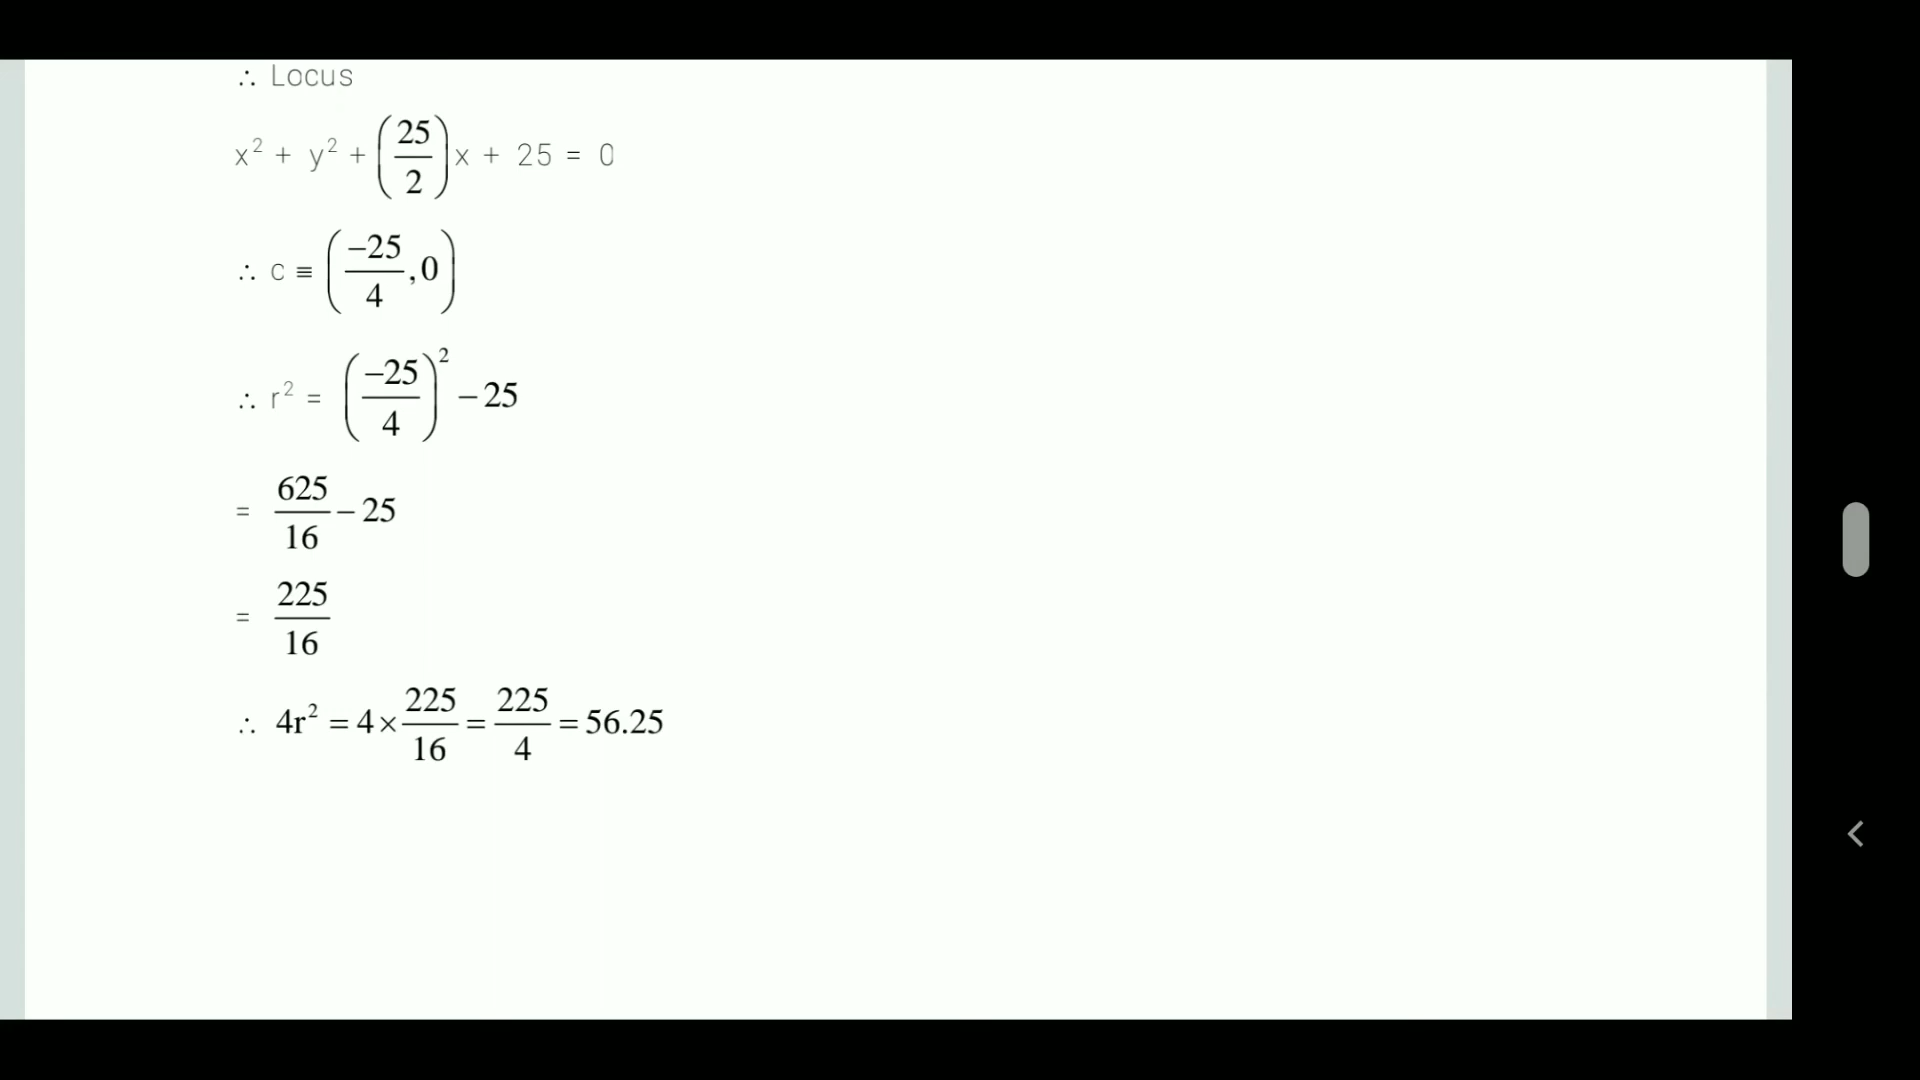 ∴ Locus
x² + y² + (25/2)x + 25 = 0
∴ c ≡ (−25/4, 0)
∴ r² = (−25/4)² − 25
= 625/16 − 25
= 225/16
∴ 4r² = 4 × 225/16 = 225/4 = 56.25